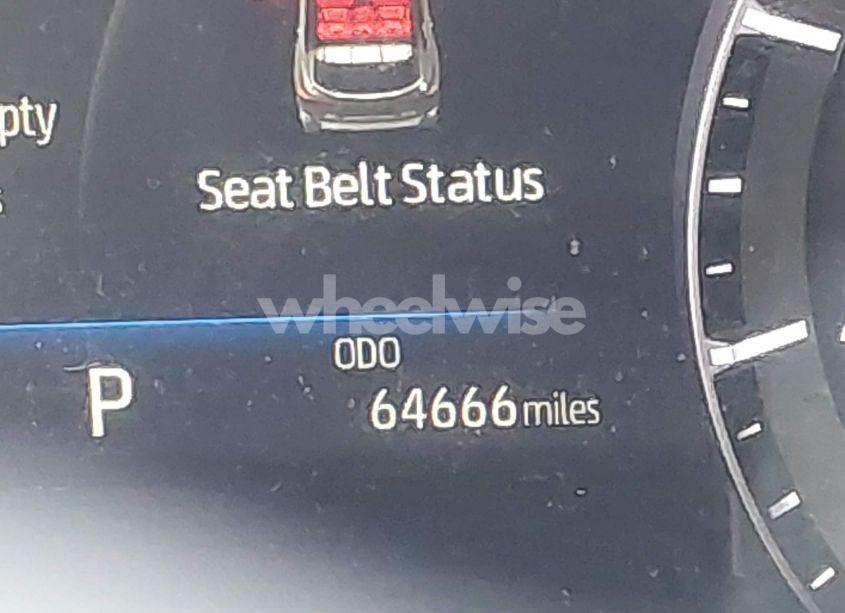 pty
s
Seat Belt Status
wheelwise
ODO
P
64666 miles